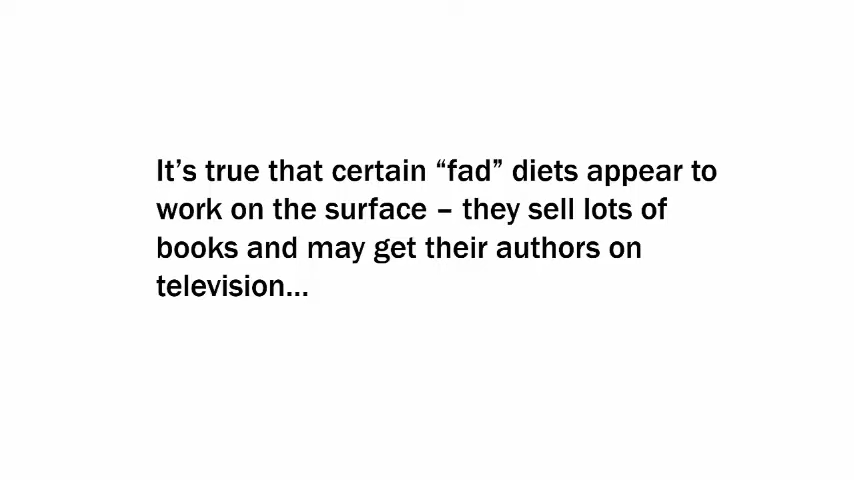 It’s true that certain “fad” diets appear to
work on the surface – they sell lots of
books and may get their authors on
television...